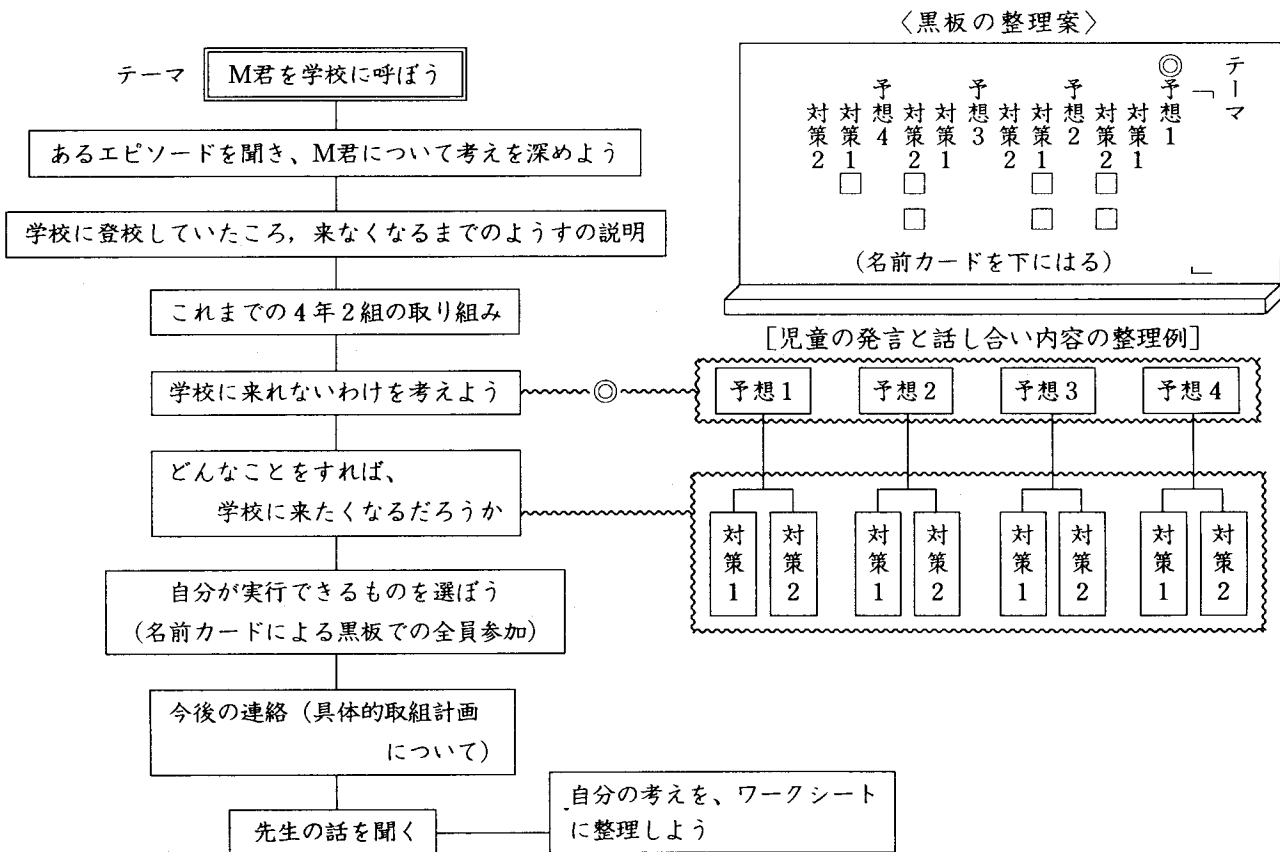 テーマ
M君を学校に呼ぼう
あるエピソードを聞き、M君について考えを深めよう
学校に登校していたころ,来なくなるまでのようすの説明
これまでの4年2組の取り組み
学校に来れないわけを考えよう
◎
どんなことをすれば、
学校に来たくなるだろうか
自分が実行できるものを選ぼう
(名前カードによる黒板での全員参加)
今後の連絡(具体的取組計画
について)
先生の話を聞く
自分の考えを、ワークシート
に整理しよう
〈黒板の整理案〉
テーマ
「 」
◎予想1
対策1
対策2
予想2
対策1
対策2
予想3
対策1
対策2
予想4
対策1
対策2
(名前カードを下にはる)
[児童の発言と話し合い内容の整理例]
予想1
予想2
予想3
予想4
対策1
対策2
対策1
対策2
対策1
対策2
対策1
対策2